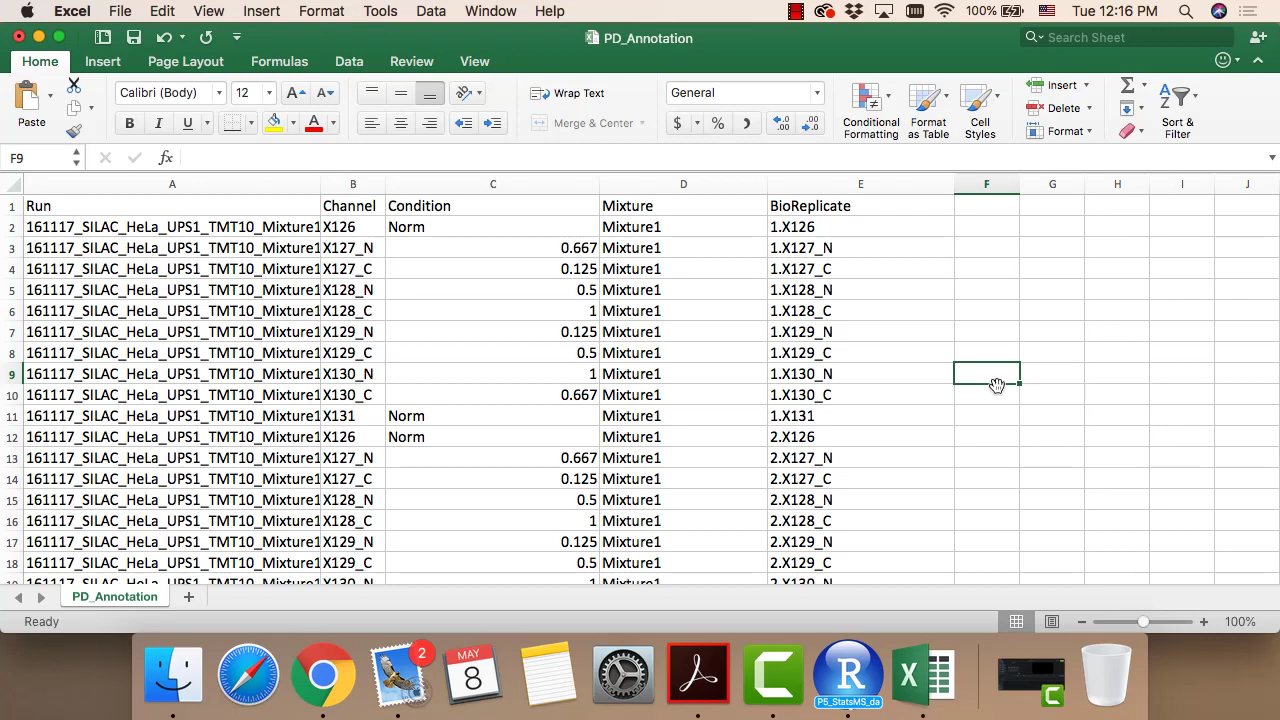 Excel File Edit View Insert Format Tools Data Window Help 100% Tue 12:16 PM
PD_Annotation
Search Sheet
Home Insert Page Layout Formulas Data Review View
Paste
Calibri (Body) 12
A A
B I U A
Wrap Text
Merge & Center
General
$ % )
Conditional Formatting
Format as Table
Cell Styles
Insert
Delete
Format
Sort & Filter
F9 fx
A B C D E F G H I J
1 Run Channel Condition Mixture BioReplicate
2 161117_SILAC_HeLa_UPS1_TMT10_Mixture1 X126 Norm Mixture1 1.X126
3 161117_SILAC_HeLa_UPS1_TMT10_Mixture1 X127_N 0.667 Mixture1 1.X127_N
4 161117_SILAC_HeLa_UPS1_TMT10_Mixture1 X127_C 0.125 Mixture1 1.X127_C
5 161117_SILAC_HeLa_UPS1_TMT10_Mixture1 X128_N 0.5 Mixture1 1.X128_N
6 161117_SILAC_HeLa_UPS1_TMT10_Mixture1 X128_C 1 Mixture1 1.X128_C
7 161117_SILAC_HeLa_UPS1_TMT10_Mixture1 X129_N 0.125 Mixture1 1.X129_N
8 161117_SILAC_HeLa_UPS1_TMT10_Mixture1 X129_C 0.5 Mixture1 1.X129_C
9 161117_SILAC_HeLa_UPS1_TMT10_Mixture1 X130_N 1 Mixture1 1.X130_N
10 161117_SILAC_HeLa_UPS1_TMT10_Mixture1 X130_C 0.667 Mixture1 1.X130_C
11 161117_SILAC_HeLa_UPS1_TMT10_Mixture1 X131 Norm Mixture1 1.X131
12 161117_SILAC_HeLa_UPS1_TMT10_Mixture1 X126 Norm Mixture1 2.X126
13 161117_SILAC_HeLa_UPS1_TMT10_Mixture1 X127_N 0.667 Mixture1 2.X127_N
14 161117_SILAC_HeLa_UPS1_TMT10_Mixture1 X127_C 0.125 Mixture1 2.X127_C
15 161117_SILAC_HeLa_UPS1_TMT10_Mixture1 X128_N 0.5 Mixture1 2.X128_N
16 161117_SILAC_HeLa_UPS1_TMT10_Mixture1 X128_C 1 Mixture1 2.X128_C
17 161117_SILAC_HeLa_UPS1_TMT10_Mixture1 X129_N 0.125 Mixture1 2.X129_N
18 161117_SILAC_HeLa_UPS1_TMT10_Mixture1 X129_C 0.5 Mixture1 2.X129_C
19 161117_SILAC_HeLa_UPS1_TMT10_Mixture1 X130_N 1 Mixture1 2.X130_N
PD_Annotation
Ready 100%
2
MAY
8
C
R
X
P5_StatsMS_da
C